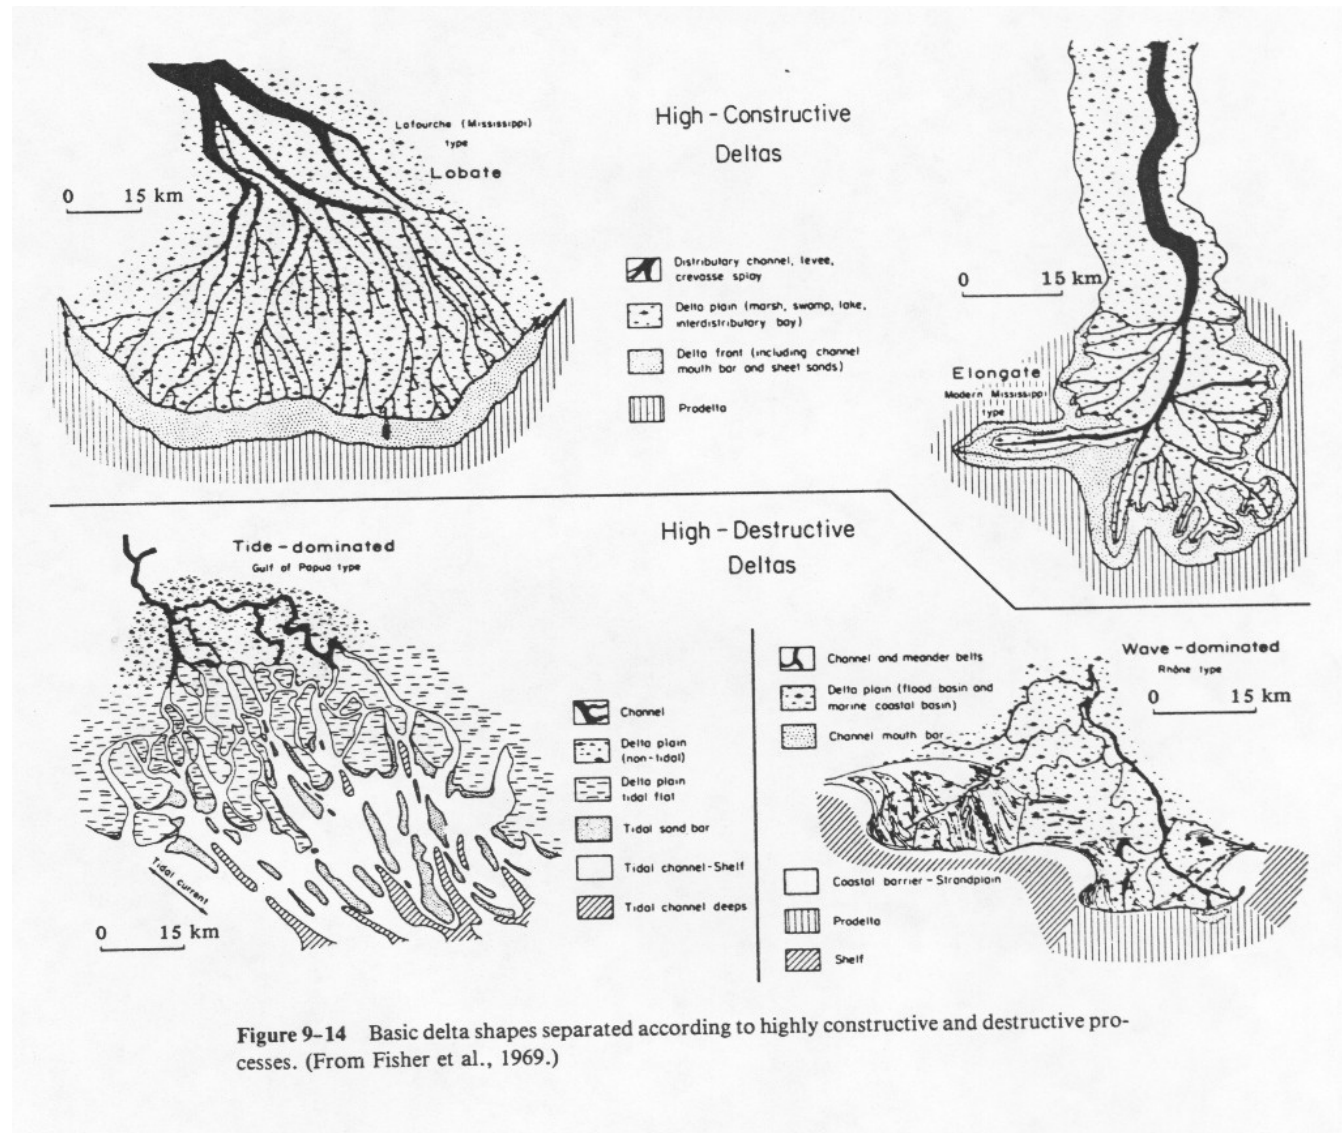 High - Constructive
Deltas
Lafourche (Mississippi)
type
Lobate
0 15 km
Distributary channel, levee,
crevasse splay
Delta plain (marsh, swamp, lake,
interdistributary bay)
Delta front (including channel
mouth bar and sheet sands)
Prodelta
0 15 km
Elongate
Modern Mississippi
type
High - Destructive
Deltas
Tide - dominated
Gulf of Papua type
Channel
Delta plain
(non-tidal)
Delta plain
tidal flat
Tidal sand bar
Tidal channel-Shelf
Tidal channel deeps
Tidal current
0 15 km
Wave - dominated
Rhône type
0 15 km
Channel and meander belts
Delta plain (flood basin and
marine coastal basin)
Channel mouth bar
Coastal barrier - Strandplain
Prodelta
Shelf
Figure 9-14 Basic delta shapes separated according to highly constructive and destructive pro-
cesses. (From Fisher et al., 1969.)